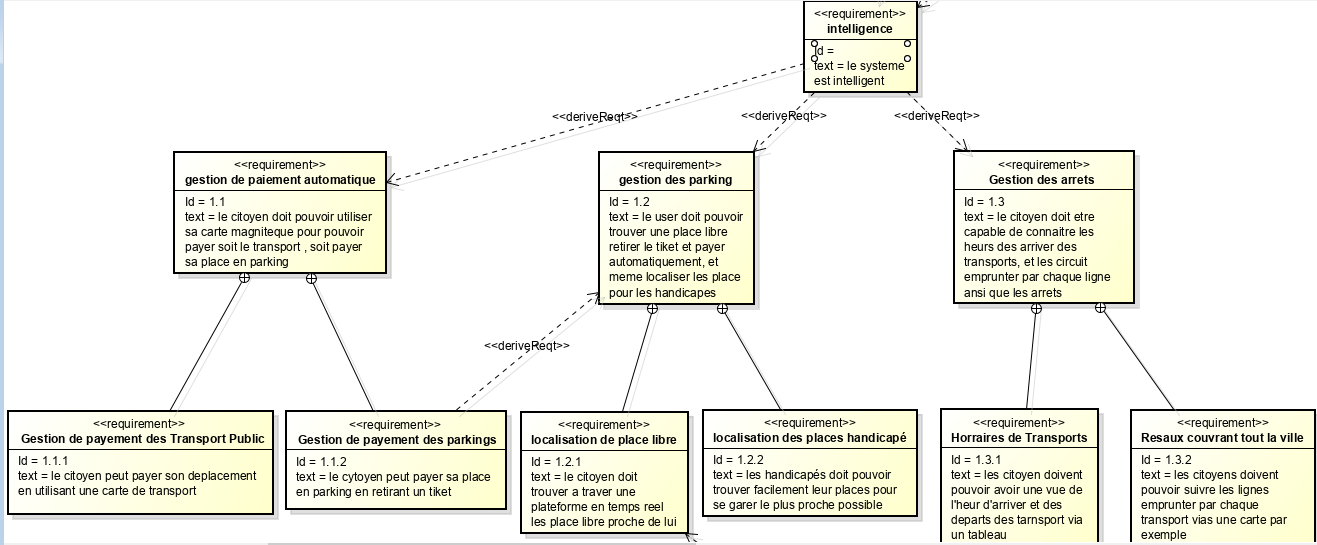 <<requirement>>
intelligence
Id =
text = le systeme
est intelligent
<<deriveReqt>>
<<deriveReqt>>
<<deriveReqt>>
<<requirement>>
gestion de paiement automatique
Id = 1.1
text = le citoyen doit pouvoir utiliser
sa carte magniteque pour pouvoir
payer soit le transport , soit payer
sa place en parking
<<requirement>>
gestion des parking
Id = 1.2
text = le user doit pouvoir
trouver une place libre
retirer le tiket et payer
automatiquement, et
meme localiser les place
pour les handicapes
<<requirement>>
Gestion des arrets
Id = 1.3
text = le citoyen doit etre
capable de connaitre les
heurs des arriver des
transports, et les circuit
emprunter par chaque ligne
ansi que les arrets
<<deriveReqt>>
<<requirement>>
Gestion de payement des Transport Public
Id = 1.1.1
text = le citoyen peut payer son deplacement
en utilisant une carte de transport
<<requirement>>
Gestion de payement des parkings
Id = 1.1.2
text = le cytoyen peut payer sa place
en parking en retirant un tiket
<<requirement>>
localisation de place libre
Id = 1.2.1
text = le citoyen doit
trouver a traver une
plateforme en temps reel
les place libre proche de lui
<<requirement>>
localisation des places handicapé
Id = 1.2.2
text = les handicapés doit pouvoir
trouver facilement leur places pour
se garer le plus proche possible
<<requirement>>
Horraires de Transports
Id = 1.3.1
text = les citoyen doivent
pouvoir avoir une vue de
l'heur d'arriver et des
departs des tarnsport via
un tableau
<<requirement>>
Resaux couvrant tout la ville
Id = 1.3.2
text = les citoyens doivent
pouvoir suivre les lignes
emprunter par chaque
transport vias une carte par
exemple